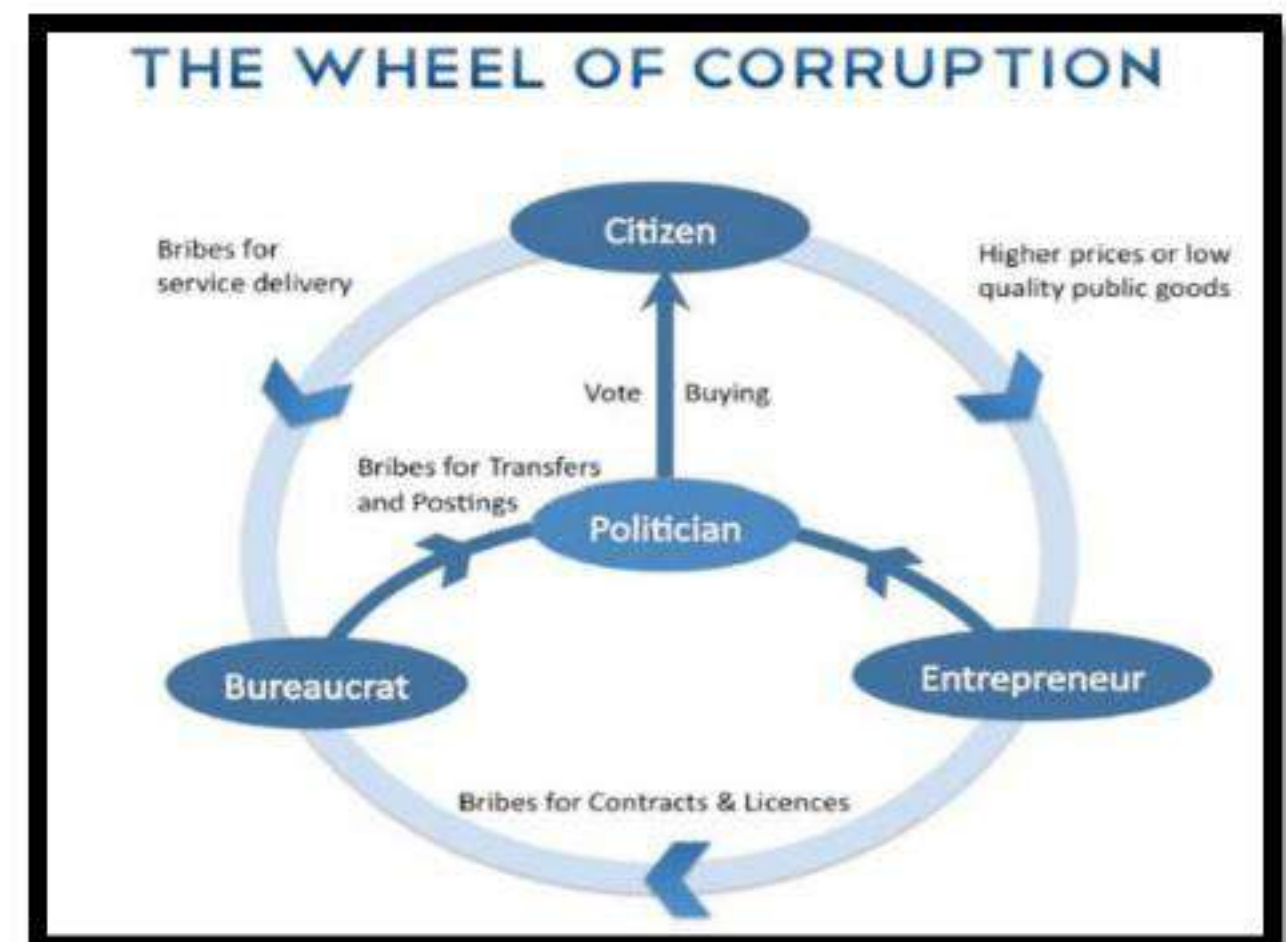 THE WHEEL OF CORRUPTION
Citizen
Bribes for
service delivery
Higher prices or low
quality public goods
Vote Buying
Bribes for Transfers
and Postings
Politician
Bureaucrat
Entrepreneur
Bribes for Contracts & Licences